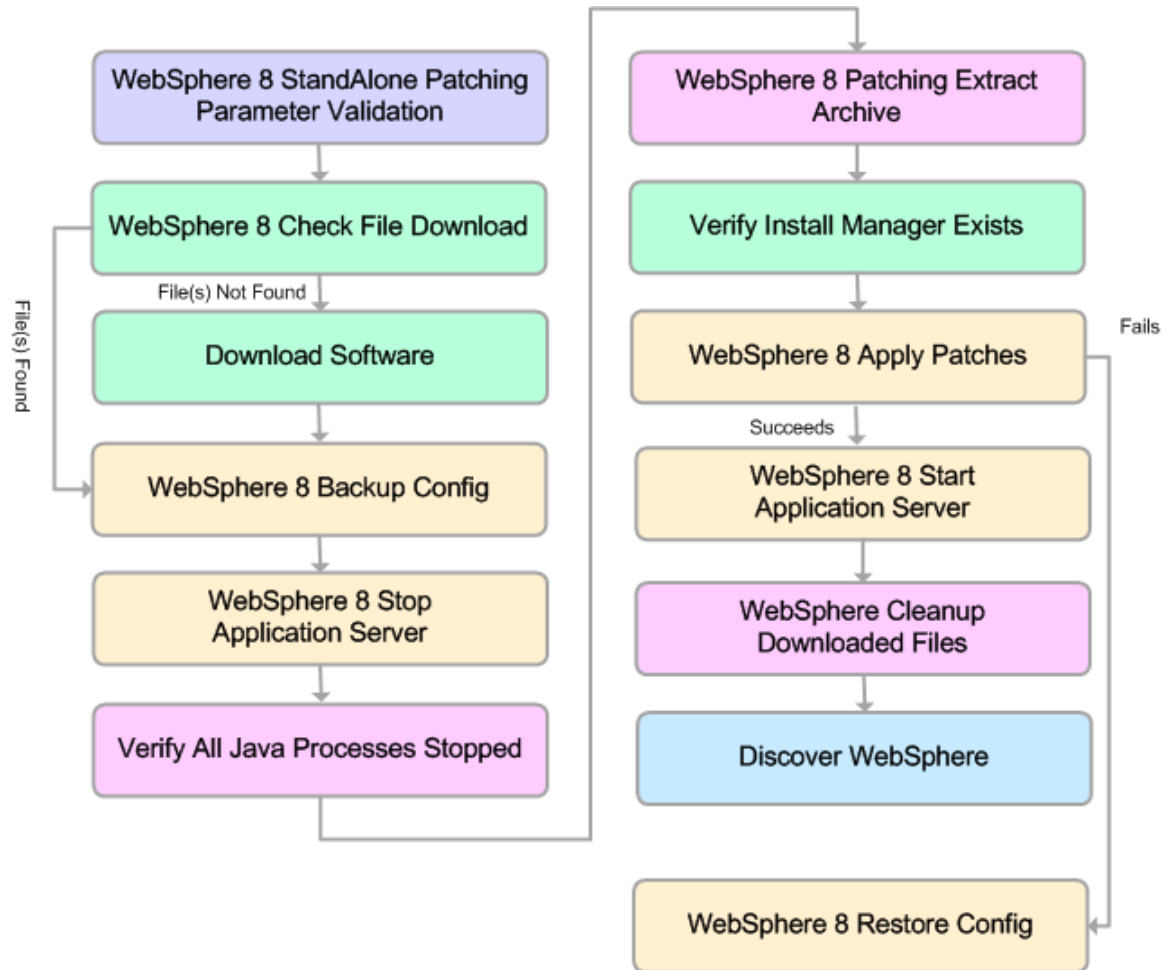 WebSphere 8 StandAlone Patching
Parameter Validation
WebSphere 8 Check File Download
File(s) Not Found
File(s) Found
Download Software
WebSphere 8 Backup Config
WebSphere 8 Stop
Application Server
Verify All Java Processes Stopped
WebSphere 8 Patching Extract
Archive
Verify Install Manager Exists
WebSphere 8 Apply Patches
Fails
Succeeds
WebSphere 8 Start
Application Server
WebSphere Cleanup
Downloaded Files
Discover WebSphere
WebSphere 8 Restore Config